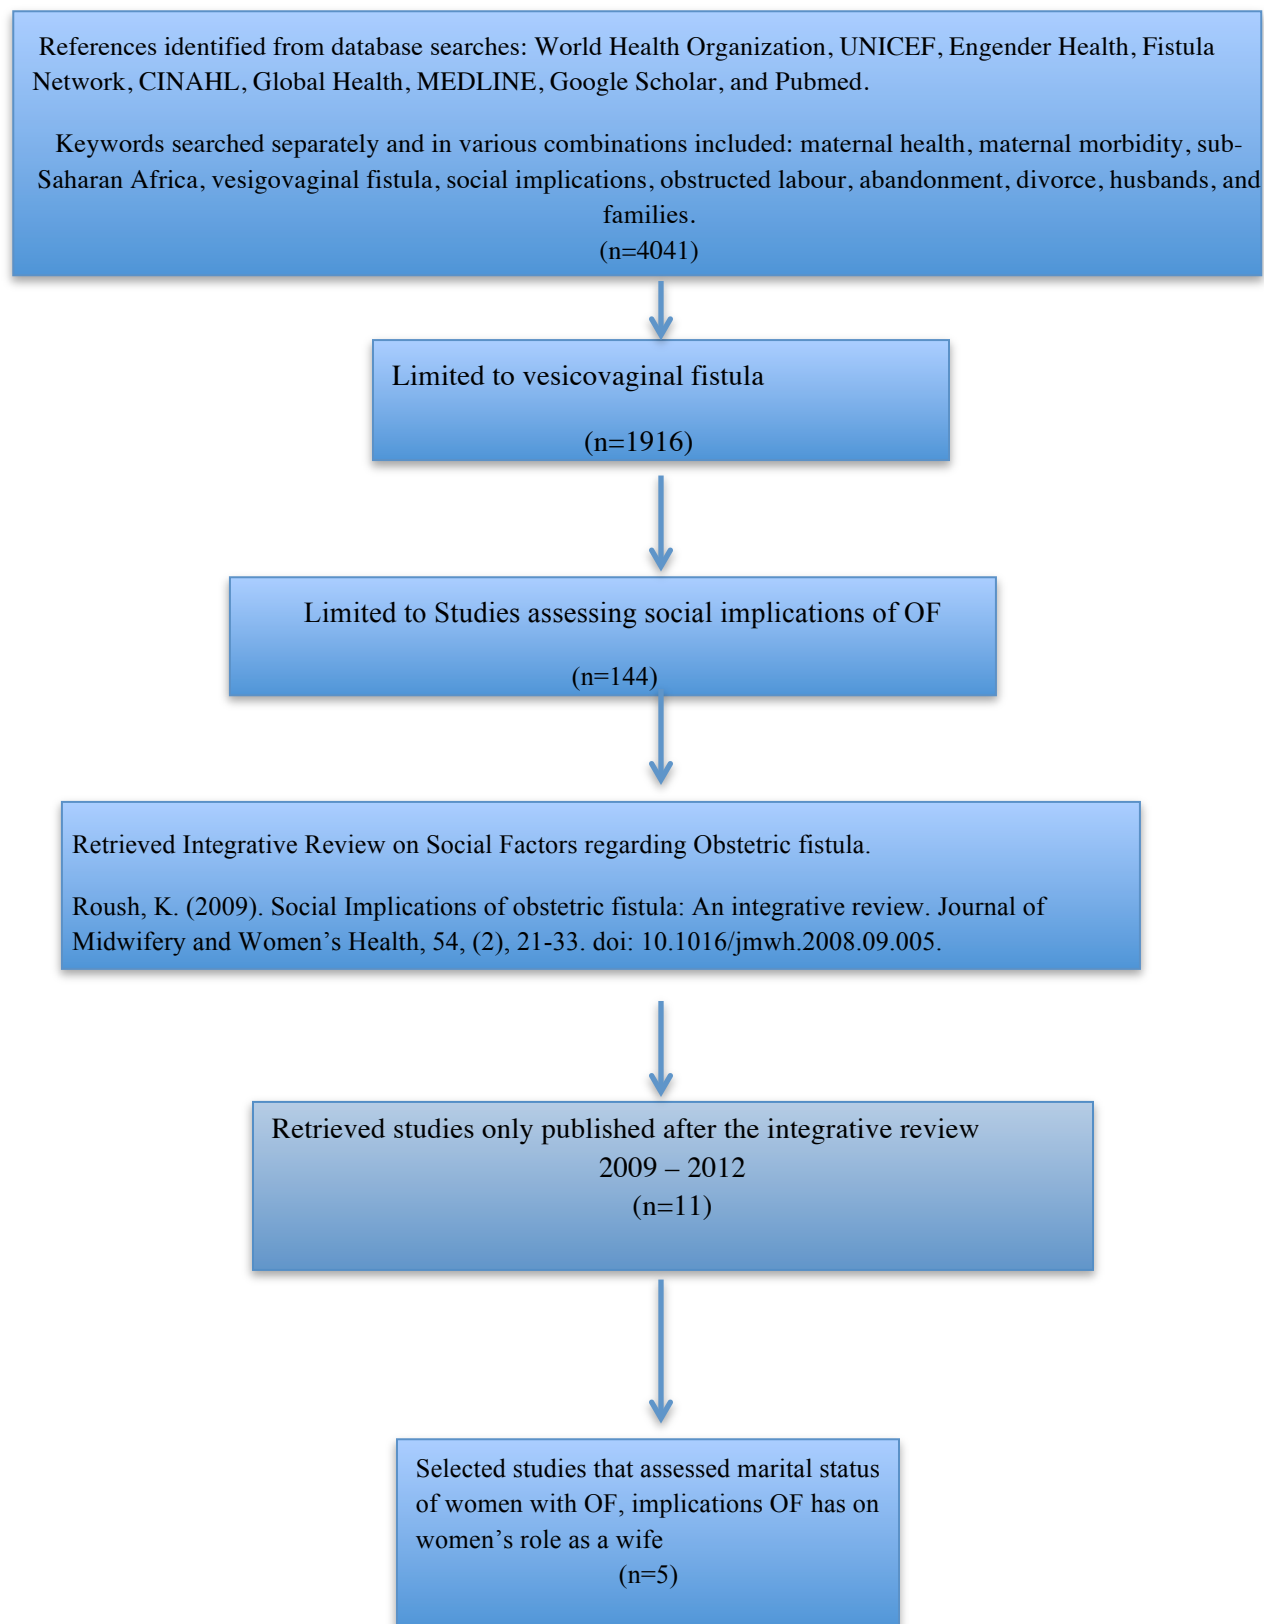 References identified from database searches: World Health Organization, UNICEF, Engender Health, Fistula
Network, CINAHL, Global Health, MEDLINE, Google Scholar, and Pubmed.
Keywords searched separately and in various combinations included: maternal health, maternal morbidity, sub-
Saharan Africa, vesigovaginal fistula, social implications, obstructed labour, abandonment, divorce, husbands, and
families.
(n=4041)
Limited to vesicovaginal fistula
(n=1916)
Limited to Studies assessing social implications of OF
(n=144)
Retrieved Integrative Review on Social Factors regarding Obstetric fistula.
Roush, K. (2009). Social Implications of obstetric fistula: An integrative review. Journal of
Midwifery and Women’s Health, 54, (2), 21-33. doi: 10.1016/jmwh.2008.09.005.
Retrieved studies only published after the integrative review
2009 – 2012
(n=11)
Selected studies that assessed marital status
of women with OF, implications OF has on
women’s role as a wife
(n=5)